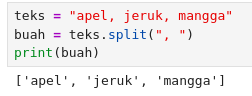 teks = "apel, jeruk, mangga"
buah = teks.split(", ")
print(buah)
['apel', 'jeruk', 'mangga']